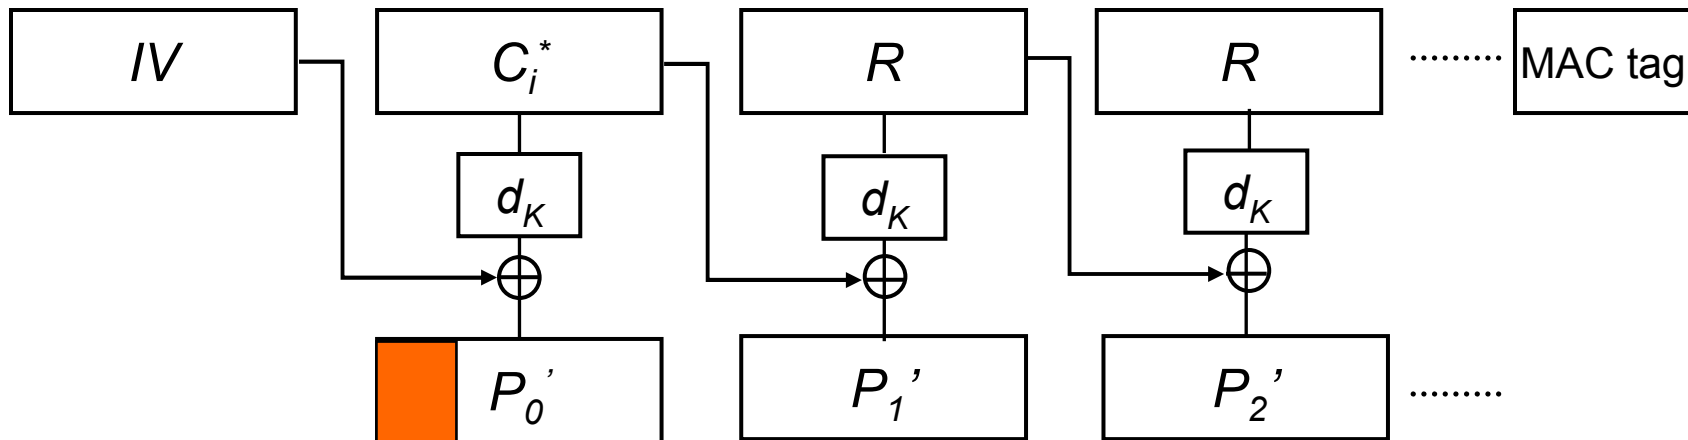 IV C_i^* R R ......... MAC tag
d_K d_K d_K
P_0' P_1' P_2' .........